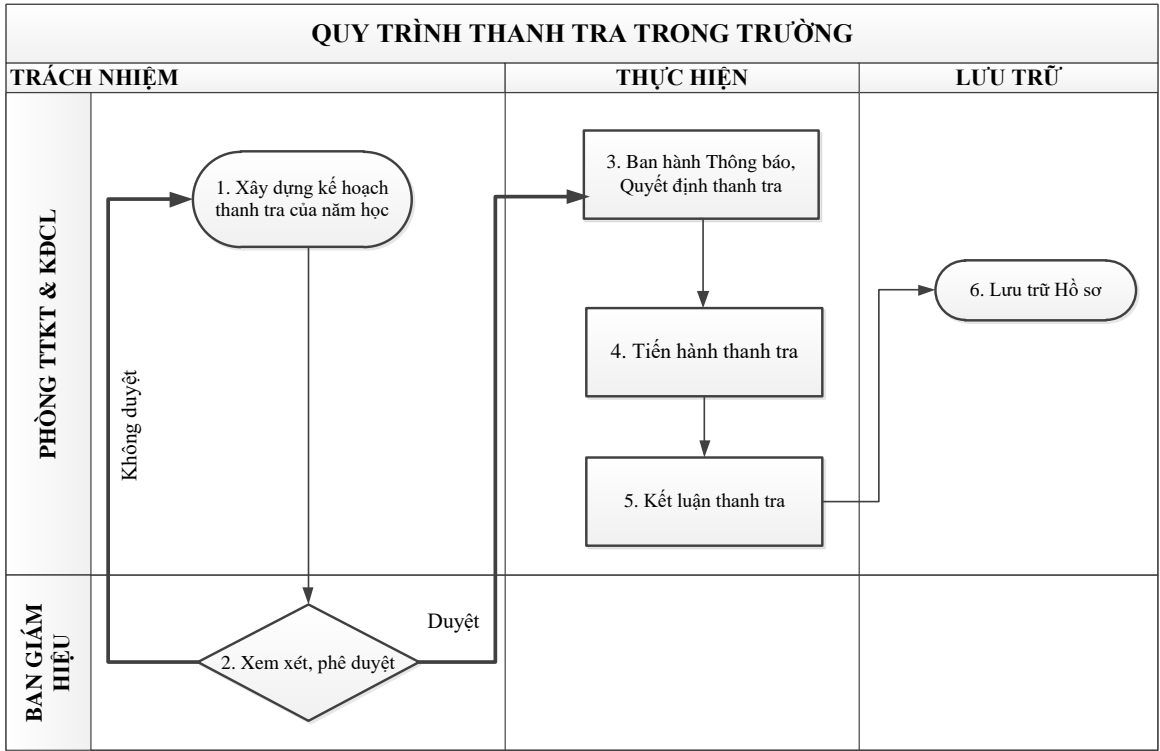 QUY TRÌNH THANH TRA TRONG TRƯỜNG
TRÁCH NHIỆM
THỰC HIỆN
LƯU TRỮ
PHÒNG TTKT & KĐCL
1. Xây dựng kế hoạch
thanh tra của năm học
3. Ban hành Thông báo,
Quyết định thanh tra
6. Lưu trữ Hồ sơ
4. Tiến hành thanh tra
Không duyệt
5. Kết luận thanh tra
BAN GIÁM
HIỆU
Duyệt
2. Xem xét, phê duyệt